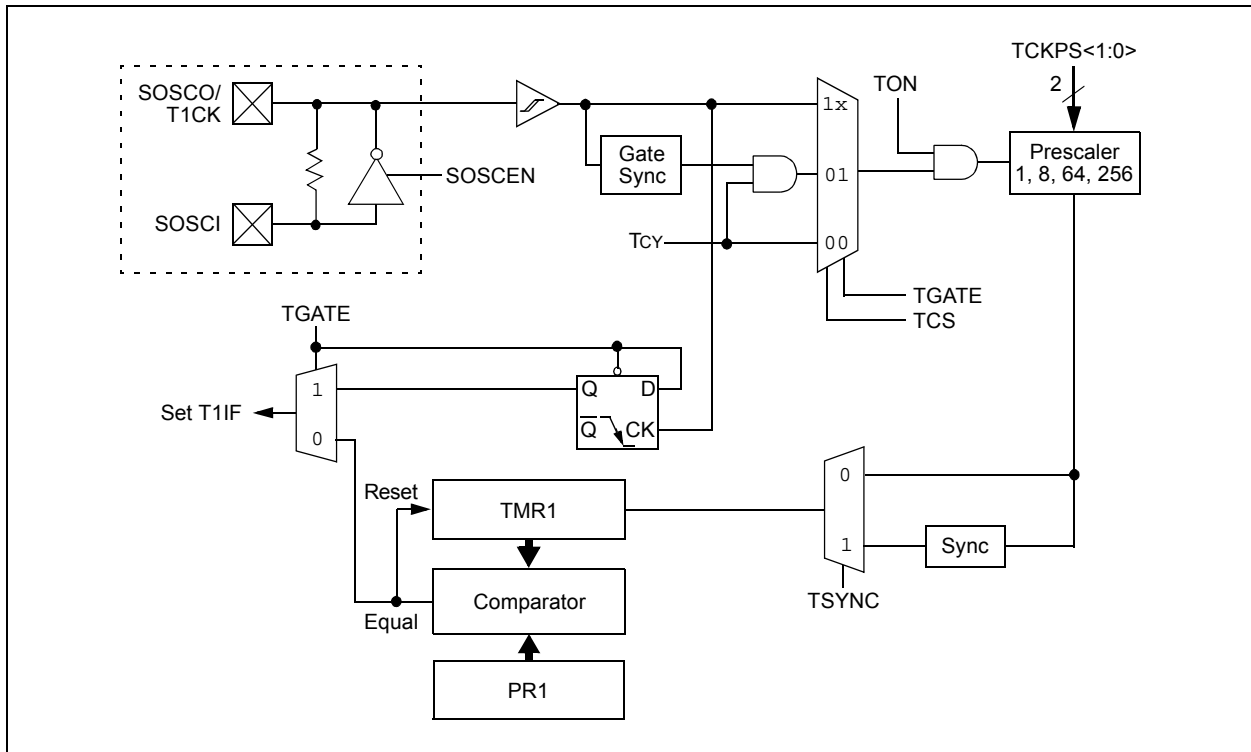 TCKPS<1:0>
2
SOSCO/
T1CK
TON
1x
Prescaler
1, 8, 64, 256
Gate
Sync
SOSCEN
01
SOSCI
TCY
00
TGATE
TCS
TGATE
1
Q
D
Set T1IF
Q
CK
0
0
Reset
TMR1
1
Sync
TSYNC
Comparator
Equal
PR1